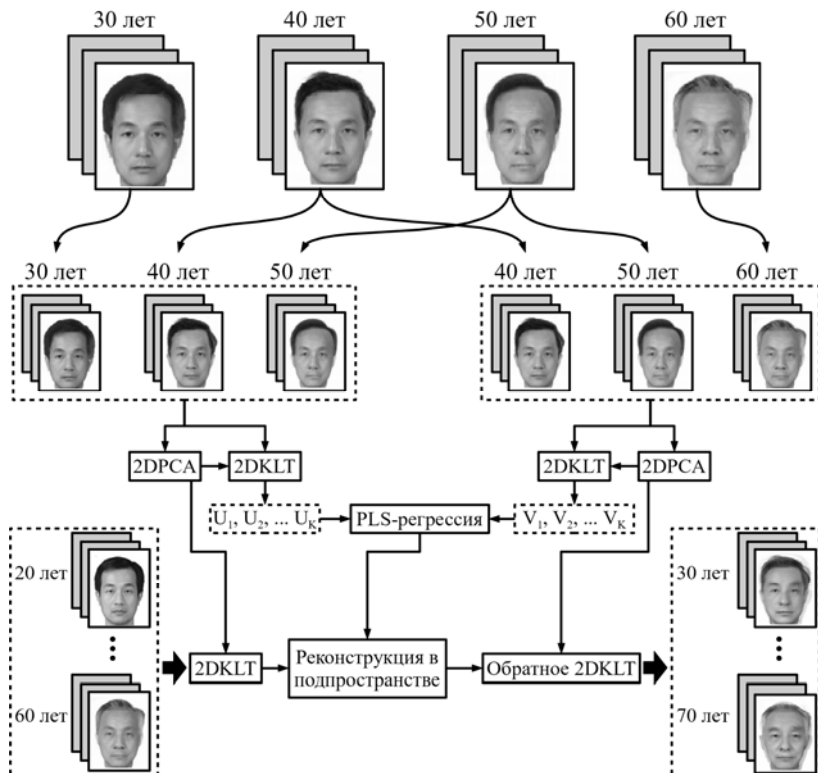 30 лет 40 лет 50 лет 60 лет
30 лет 40 лет 50 лет 40 лет 50 лет 60 лет
2DPCA 2DKLT 2DKLT 2DPCA
U1, U2, ... UK PLS-регрессия V1, V2, ... VK
20 лет 30 лет
2DKLT Реконструкция в подпространстве Обратное 2DKLT
60 лет 70 лет